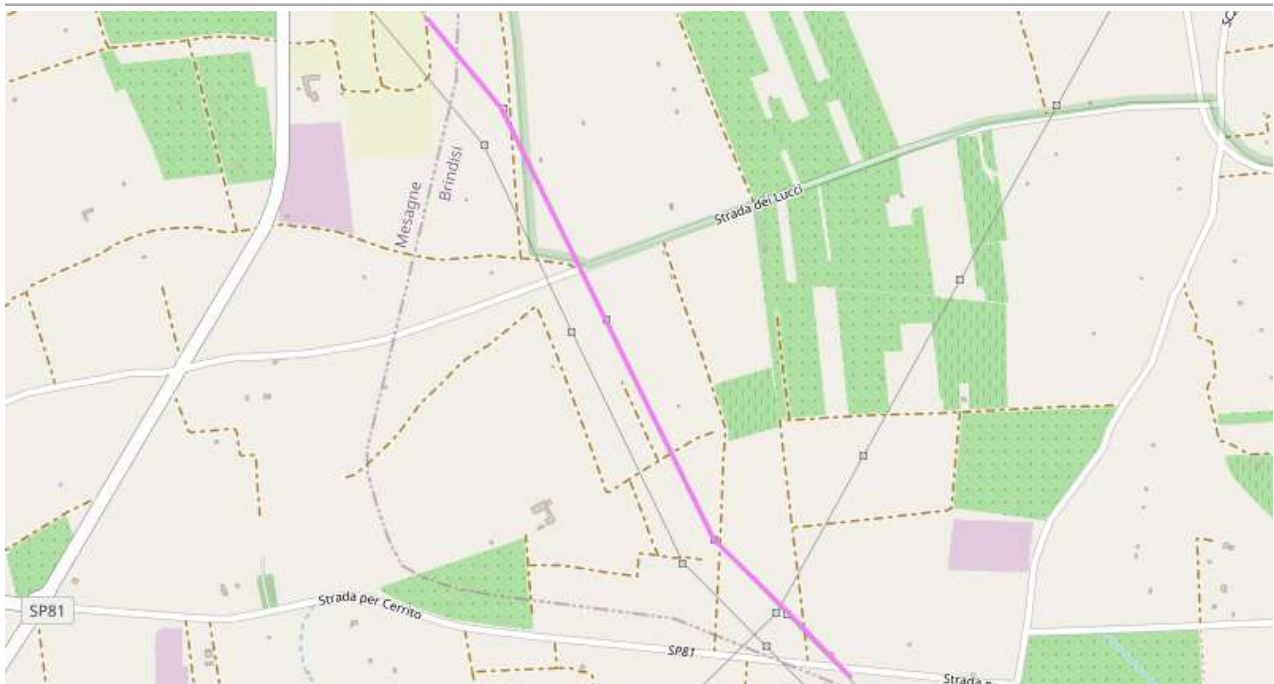 Mesagne
Brindisi
Strada dei Lucci
SP81
Strada per Cerrito
SP81